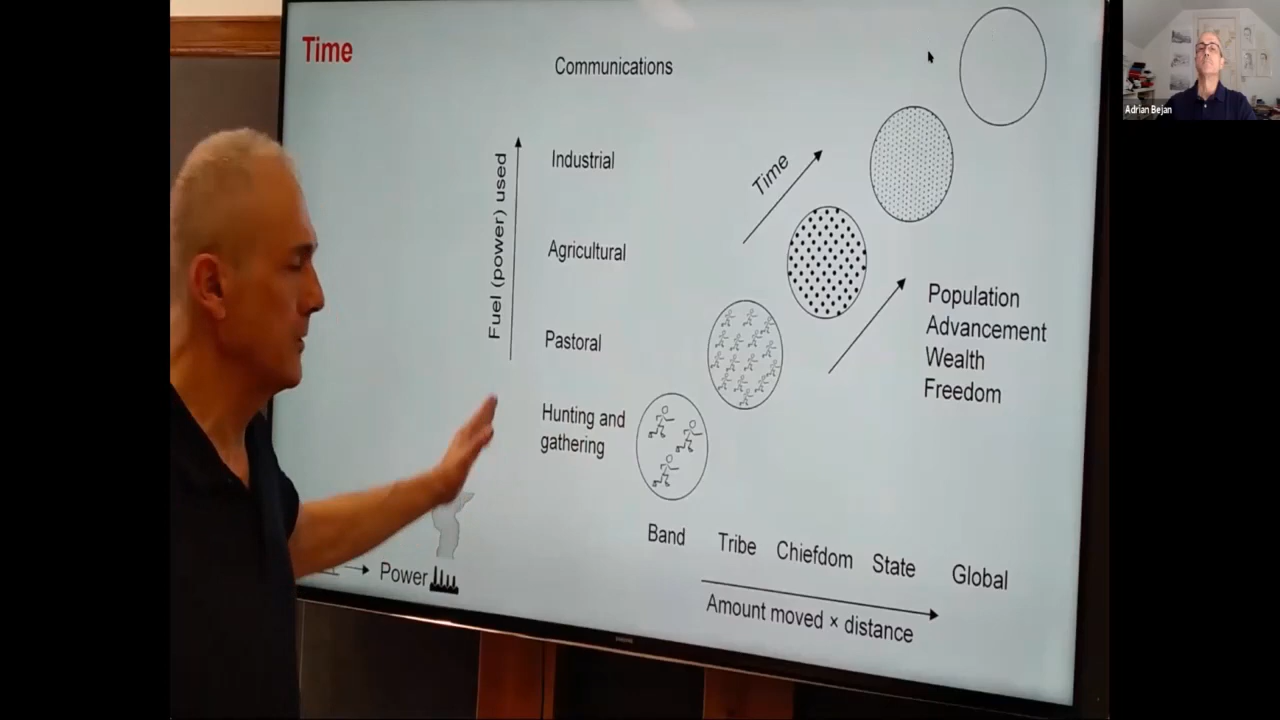 Time
Communications
Industrial
Agricultural
Pastoral
Hunting and
gathering
Fuel (power) used
Time
Population
Advancement
Wealth
Freedom
Band
Tribe
Chiefdom
State
Global
Amount moved × distance
Power
Adrian Bejan